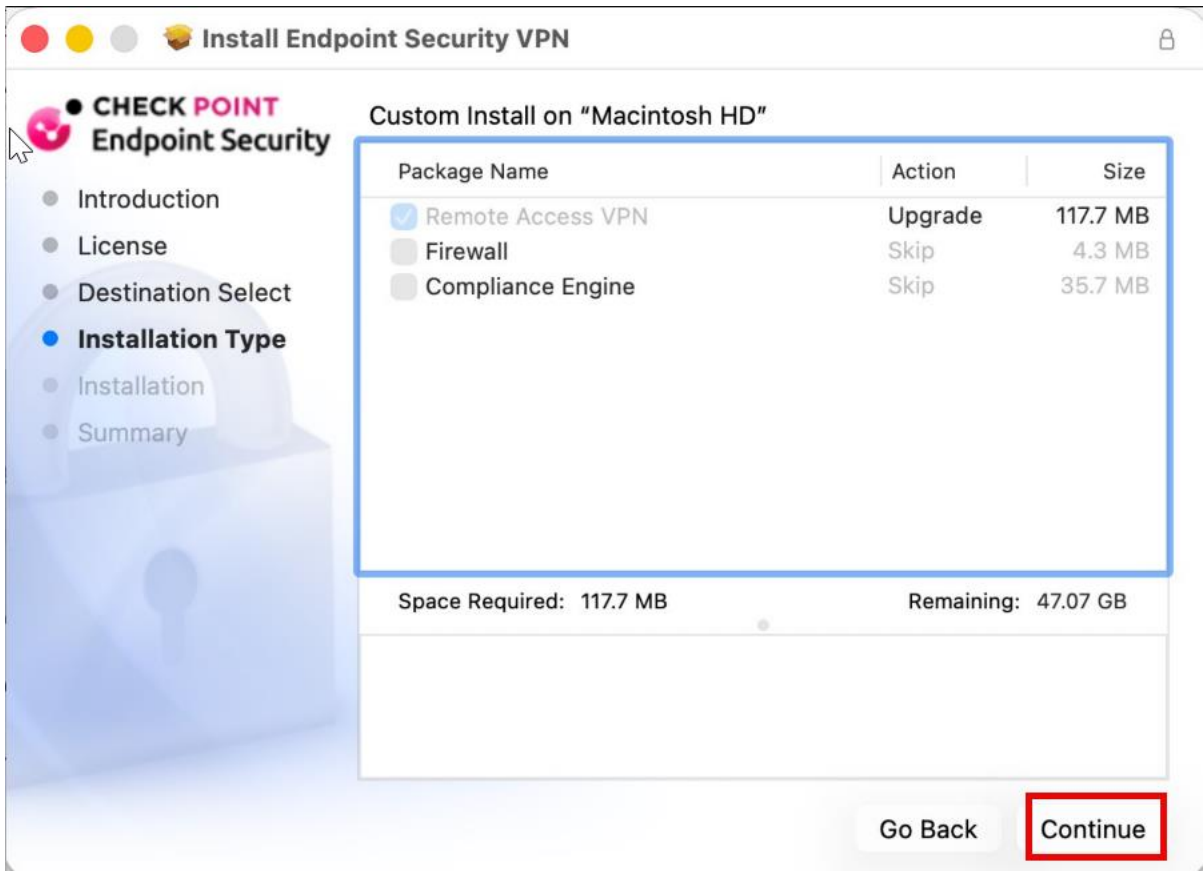 Install Endpoint Security VPN
CHECK POINT
Endpoint Security
Introduction
License
Destination Select
Installation Type
Installation
Summary
Custom Install on “Macintosh HD”
Package Name Action Size
Remote Access VPN Upgrade 117.7 MB
Firewall Skip 4.3 MB
Compliance Engine Skip 35.7 MB
Space Required: 117.7 MB Remaining: 47.07 GB
Go Back Continue